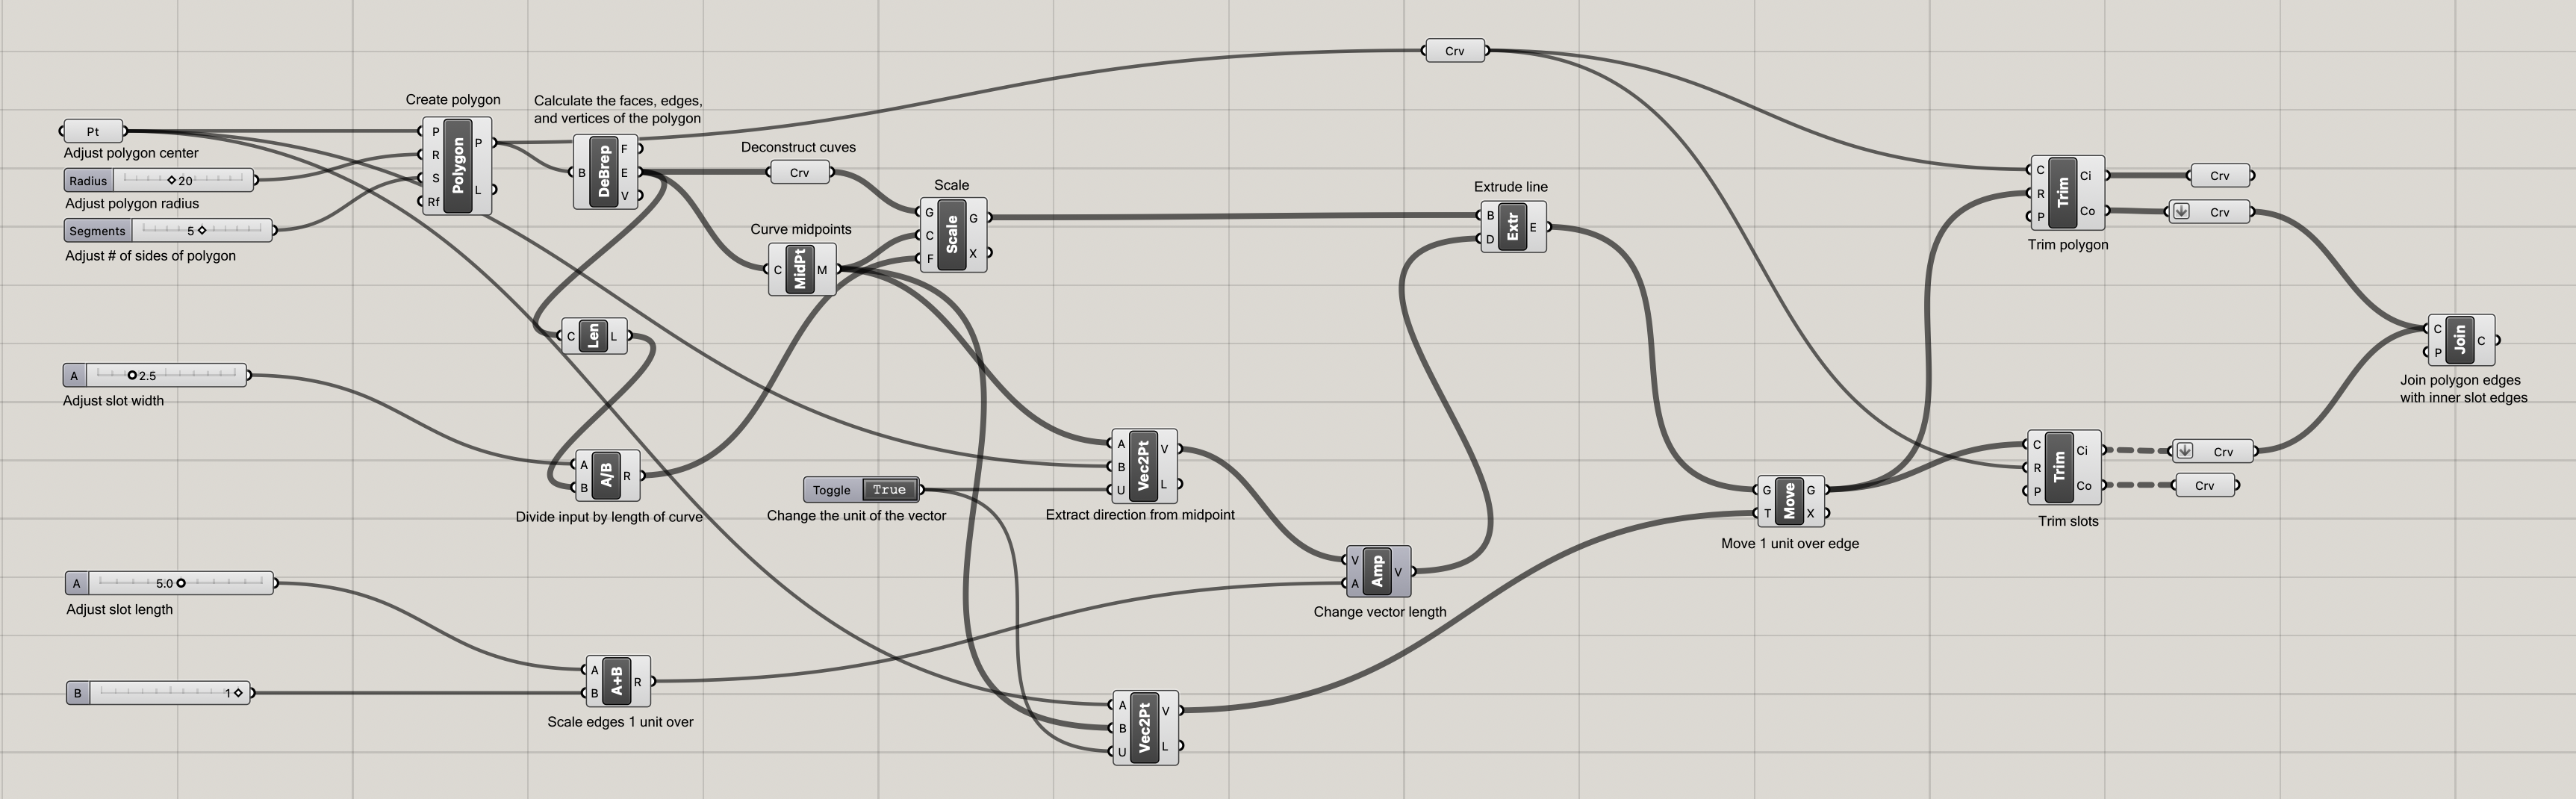 Crv
Create polygon
Calculate the faces, edges,
and vertices of the polygon
Pt
Adjust polygon center
Radius 20
Adjust polygon radius
Segments 5
Adjust # of sides of polygon
P
R
S
Rf
Polygon
P
L
B
DeBrep
F
E
V
Deconstruct cuves
Crv
Scale
G
C
F
Scale
G
X
Curve midpoints
C
MidPt
M
Extrude line
B
D
Extr
E
C
R
P
Trim
Ci
Co
Trim polygon
Crv
Crv
C
Len
L
C
P
Join
C
Join polygon edges
with inner slot edges
A 2.5
Adjust slot width
A
B
A/B
R
Divide input by length of curve
Toggle True
Change the unit of the vector
A
B
U
Vec2Pt
V
L
Extract direction from midpoint
G
T
Move
G
X
Move 1 unit over edge
C
R
P
Trim
Ci
Co
Trim slots
Crv
Crv
V
A
Amp
V
Change vector length
A 5.0
Adjust slot length
B 1
A
B
A+B
R
Scale edges 1 unit over
A
B
U
Vec2Pt
V
L